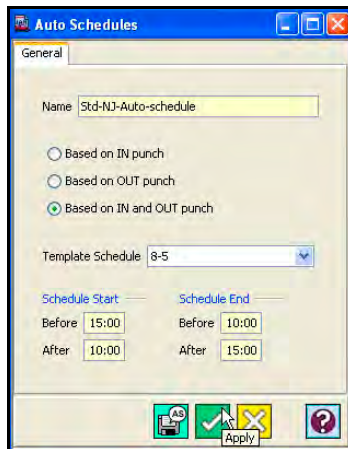 Auto Schedules
General
Name Std-NJ-Auto-schedule
Based on IN punch
Based on OUT punch
Based on IN and OUT punch
Template Schedule 8-5
Schedule Start Schedule End
Before 15:00 Before 10:00
After 10:00 After 15:00
AS
Apply
?